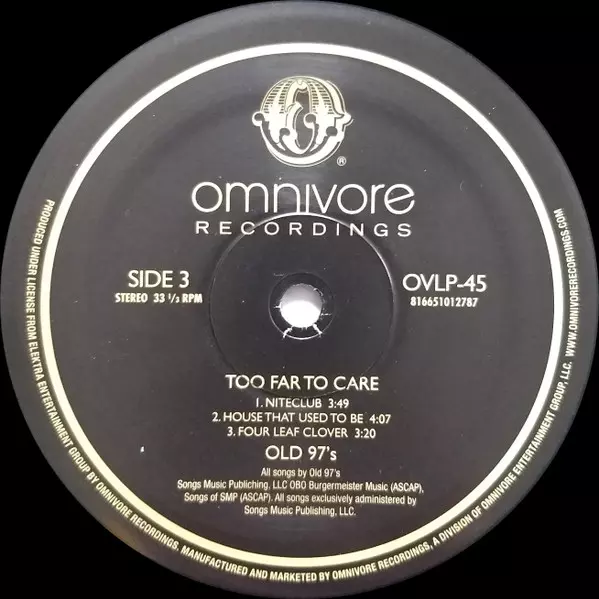 ®
omnivore
RECORDINGS
SIDE 3
STEREO 33 1/3 RPM
OVLP-45
816651012787
TOO FAR TO CARE
1. NITECLUB 3:49
2. HOUSE THAT USED TO BE 4:07
3. FOUR LEAF CLOVER 3:20
OLD 97's
All songs by Old 97's
Songs Music Publiching, LLC OBO Burgermeister Music (ASCAP),
Songs of SMP (ASCAP). All songs exclusively administered by
Songs Music Publishing, LLC.
PRODUCED UNDER LICENSE FROM ELEKTRA ENTERTAINMENT GROUP BY OMNIVORE RECORDINGS. MANUFACTURED AND MARKETED BY OMNIVORE RECORDINGS, A DIVISION OF OMNIVORE ENTERTAINMENT GROUP, LLC. WWW.OMNIVORERECORDINGS.COM